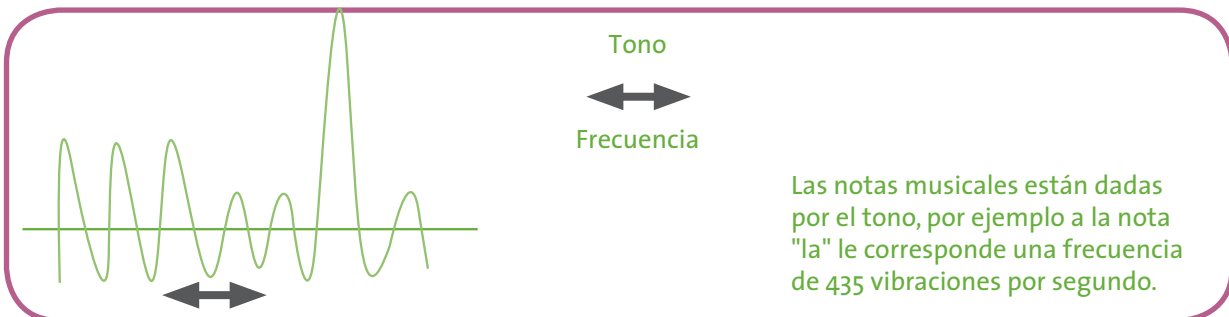 Tono
Frecuencia
Las notas musicales están dadas
por el tono, por ejemplo a la nota
"la" le corresponde una frecuencia
de 435 vibraciones por segundo.